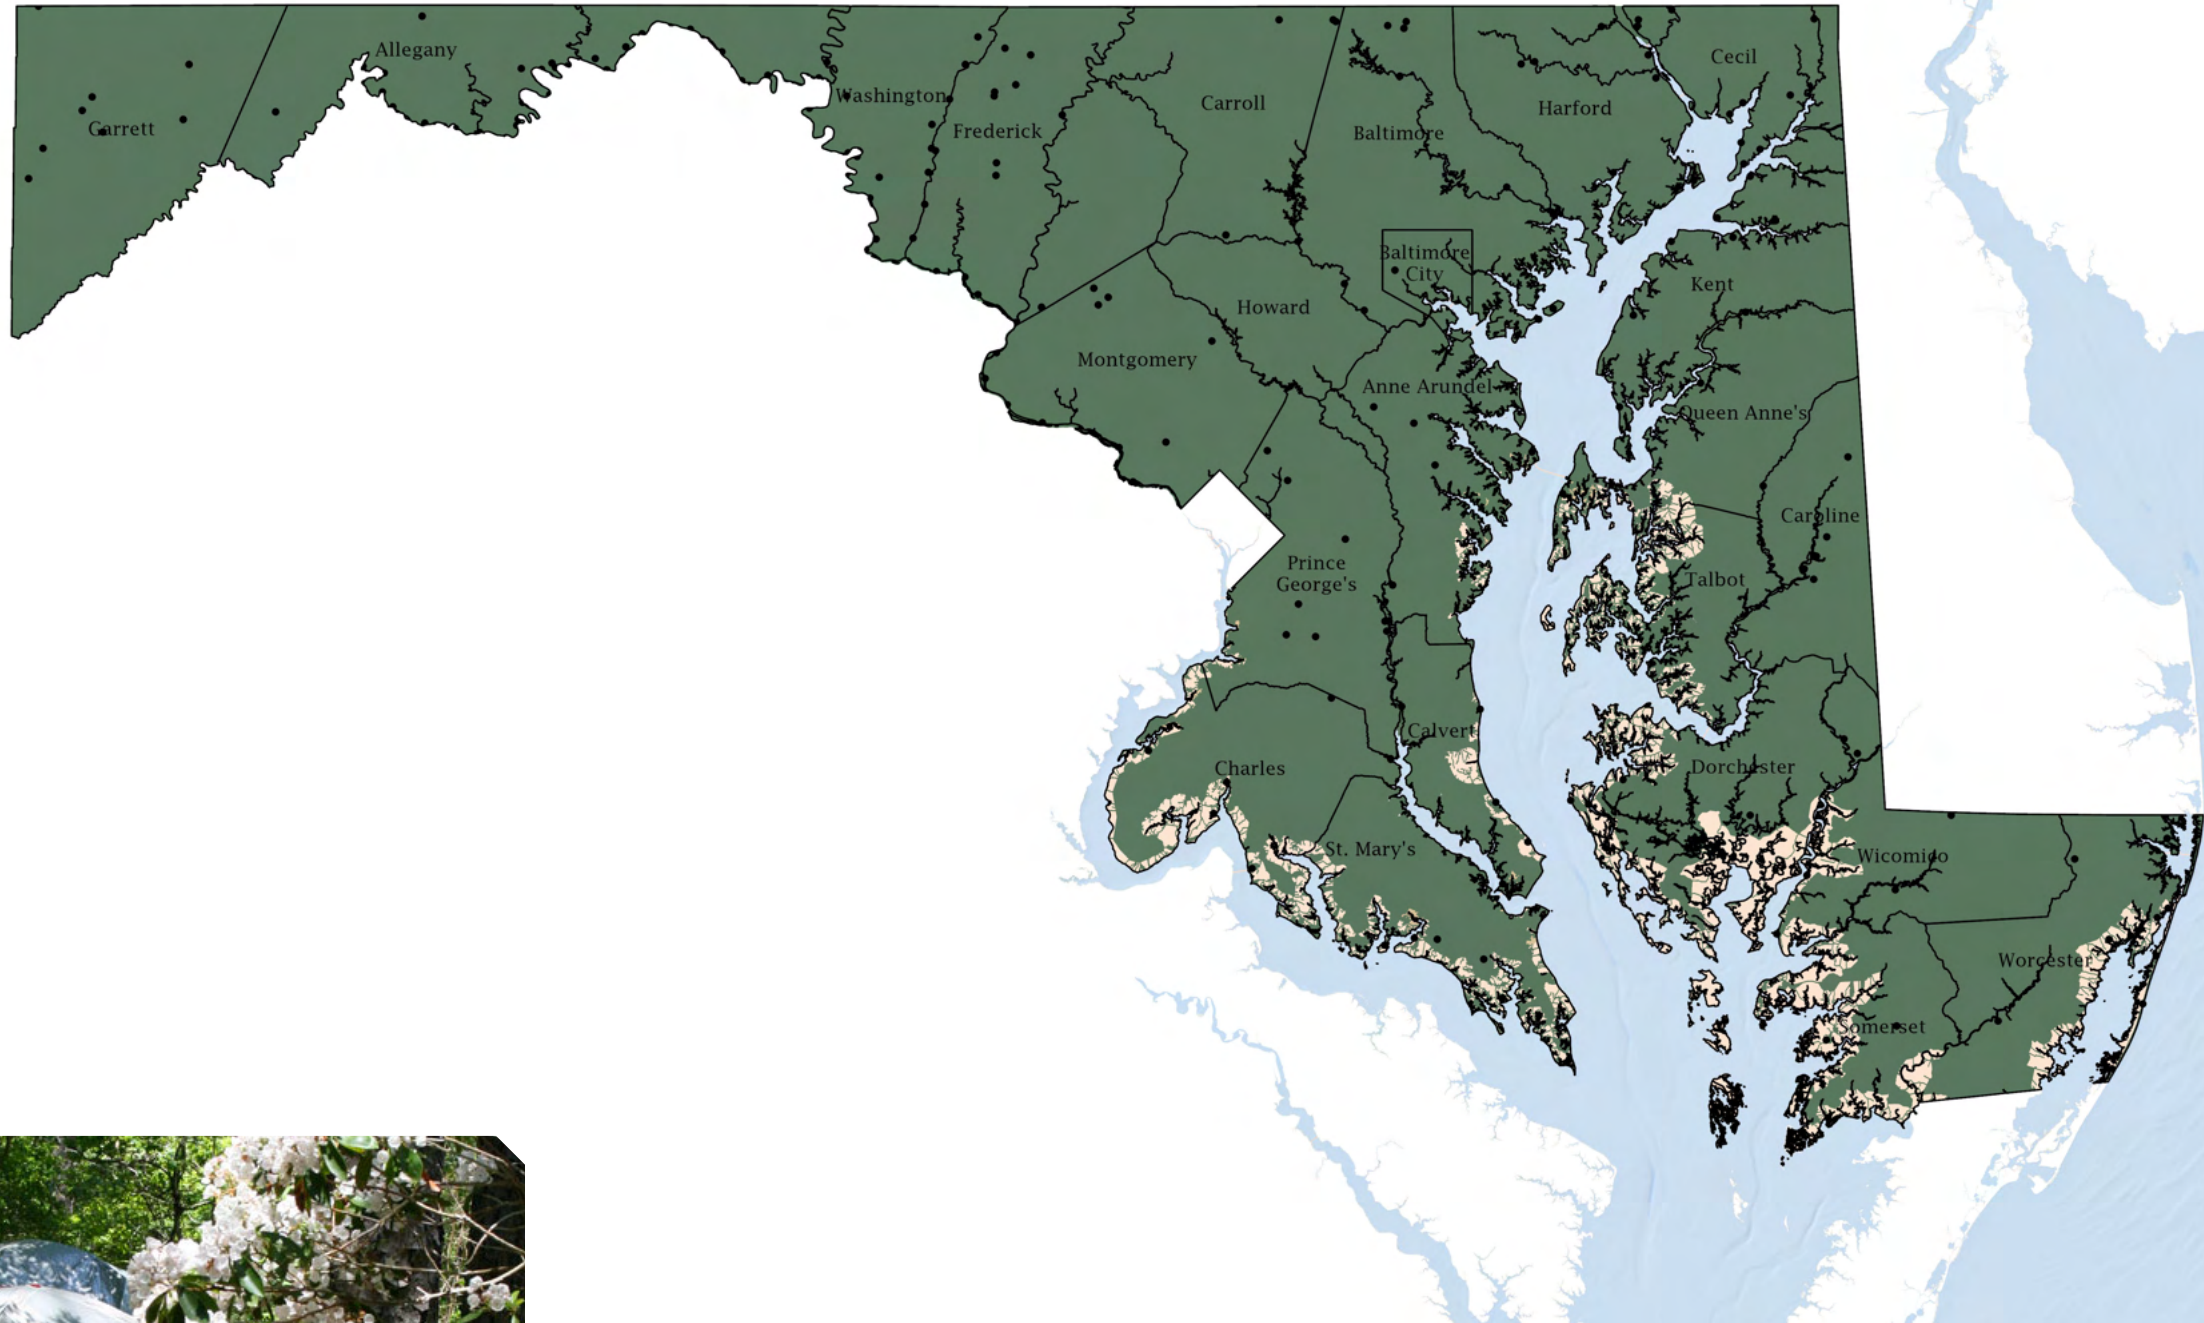 Allegany
Cecil
Garrett
Washington
Frederick
Carroll
Baltimore
Harford
Baltimore
City
Kent
Howard
Montgomery
Anne Arundel
Queen Anne's
Caroline
Prince
George's
Talbot
Calvert
Charles
Dorchester
St. Mary's
Wicomico
Worcester
Somerset